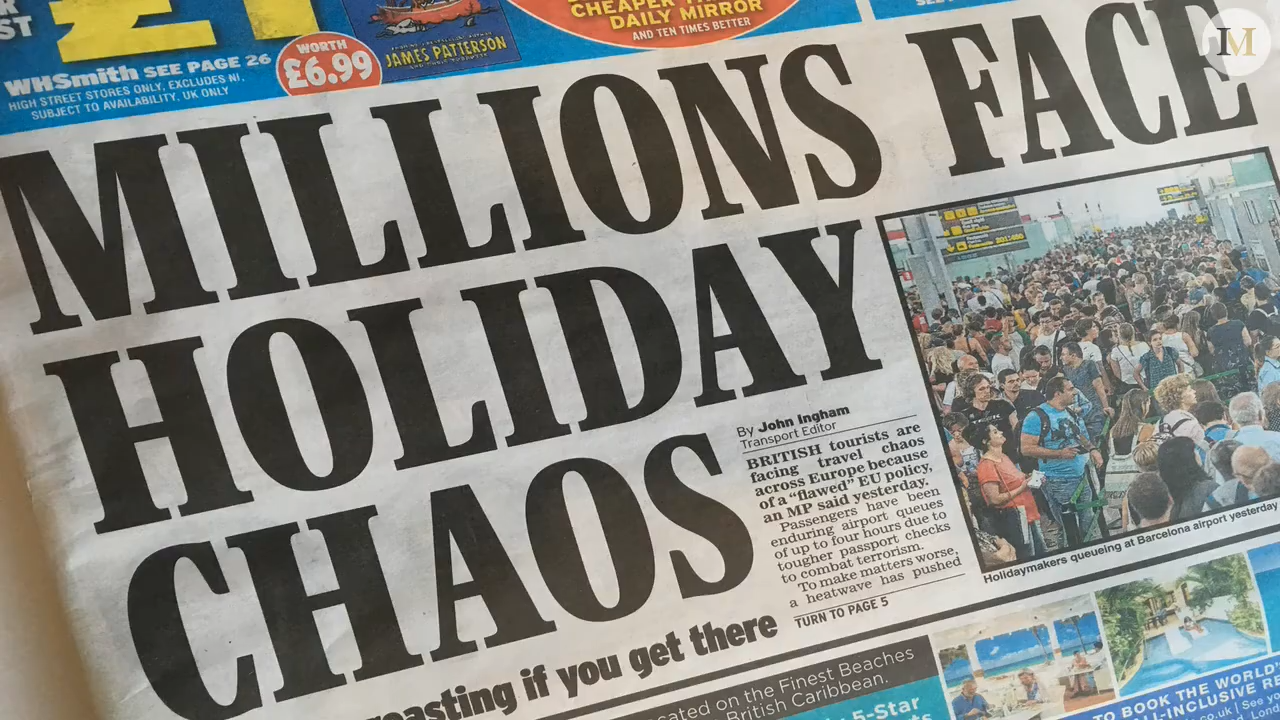 £1
WHSmith SEE PAGE 26
HIGH STREET STORES ONLY, EXCLUDES NI,
SUBJECT TO AVAILABILITY. UK ONLY
WORTH
£6.99
JAMES PATTERSON
CHEAPER
DAILY MIRROR
AND TEN TIMES BETTER
M
MILLIONS FACE
HOLIDAY
CHAOS
By John Ingham
Transport Editor
BRITISH tourists are
facing travel chaos
across Europe because
of a “flawed” EU policy,
an MP said yesterday.
Passengers have been
enduring airport queues
of up to four hours due to
tougher passport checks
to combat terrorism.
To make matters worse,
a heatwave has pushed
TURN TO PAGE 5
Holidaymakers queueing at Barcelona airport yesterday
if you get there
on the Finest Beaches
British Caribbean.
5-Star
TO BOOK THE WORLD'
ALL-INCLUSIVE RE